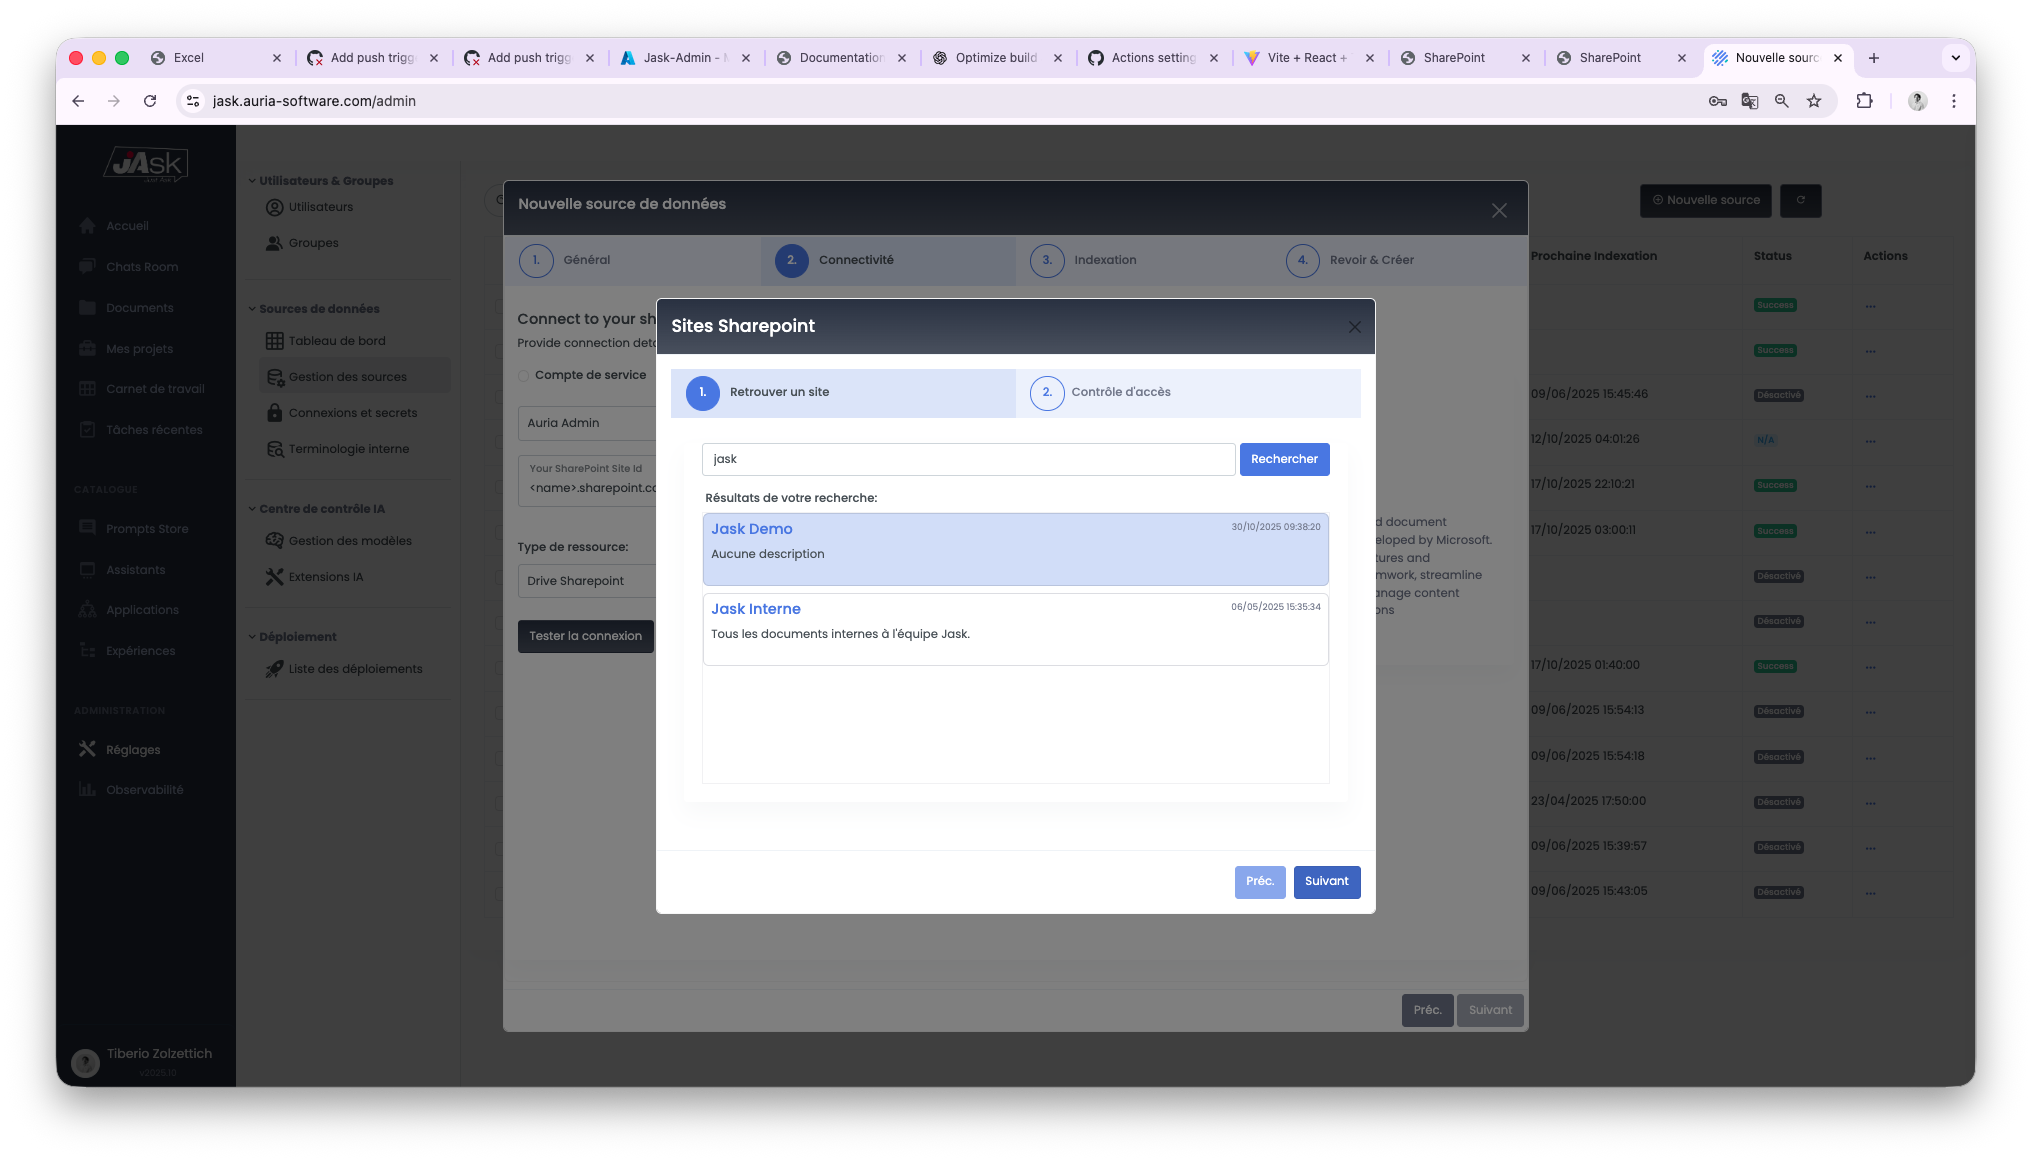 Excel
Add push trigg
Add push trigg
Jask-Admin -
Documentation
Optimize build
Actions setting
Vite + React +
SharePoint
SharePoint
Nouvelle sourc
jask.auria-software.com/admin
jAsk
Accueil
Chats Room
Documents
Mes projets
Carnet de travail
Tâches récentes
CATALOGUE
Prompts Store
Assistants
Applications
Expériences
ADMINISTRATION
Réglages
Observabilité
Tiberio Zolzettich
v2025.10
Utilisateurs & Groupes
Utilisateurs
Groupes
Sources de données
Tableau de bord
Gestion des sources
Connexions et secrets
Terminologie interne
Centre de contrôle IA
Gestion des modèles
Extensions IA
Déploiement
Liste des déploiements
Nouvelle source de données
1. Général
2. Connectivité
3. Indexation
4. Revoir & Créer
Connect to your sh
Provide connection deta
Compte de service
Auria Admin
Your SharePoint Site Id
<name>.sharepoint.co
Type de ressource:
Drive Sharepoint
Tester la connexion
d document
eloped by Microsoft.
tures and
mwork, streamline
anage content
ons
Préc.
Suivant
Sites Sharepoint
1. Retrouver un site
2. Contrôle d'accès
jask
Rechercher
Résultats de votre recherche:
Jask Demo
30/10/2025 09:38:20
Aucune description
Jask Interne
06/05/2025 15:35:34
Tous les documents internes à l'équipe Jask.
Préc.
Suivant
Nouvelle source
Prochaine Indexation Status Actions
Success ...
Success ...
09/06/2025 15:45:46 Désactivé ...
12/10/2025 04:01:26 N/A ...
17/10/2025 22:10:21 Success ...
17/10/2025 03:00:11 Success ...
Désactivé ...
Désactivé ...
17/10/2025 01:40:00 Success ...
09/06/2025 15:54:13 Désactivé ...
09/06/2025 15:54:18 Désactivé ...
23/04/2025 17:50:00 Désactivé ...
09/06/2025 15:39:57 Désactivé ...
09/06/2025 15:43:05 Désactivé ...